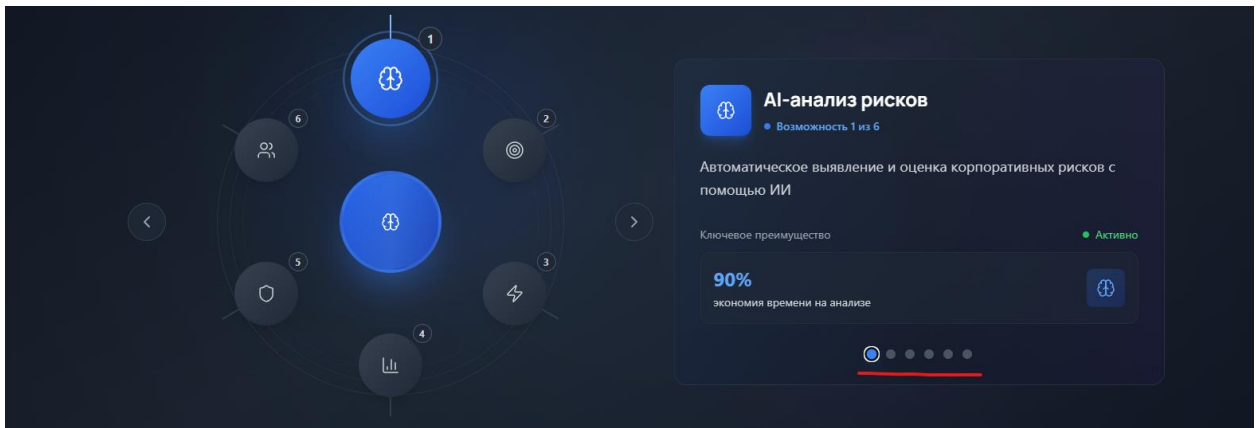 1
6
2
5
3
4
AI-анализ рисков
Возможность 1 из 6
Автоматическое выявление и оценка корпоративных рисков с
помощью ИИ
Ключевое преимущество
Активно
90%
экономия времени на анализе